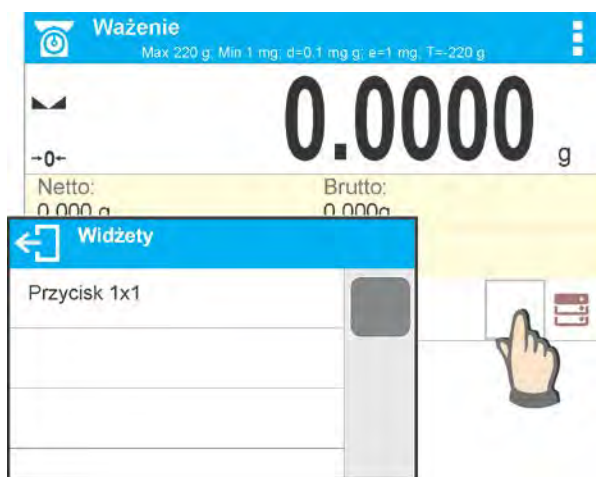 Ważenie
Max 220 g; Min 1 mg; d=0.1 mg g; e=1 mg; T=-220 g
0.0000 g
→0←
Netto: Brutto:
0.000 g 0.000g
Widżety
Przycisk 1x1